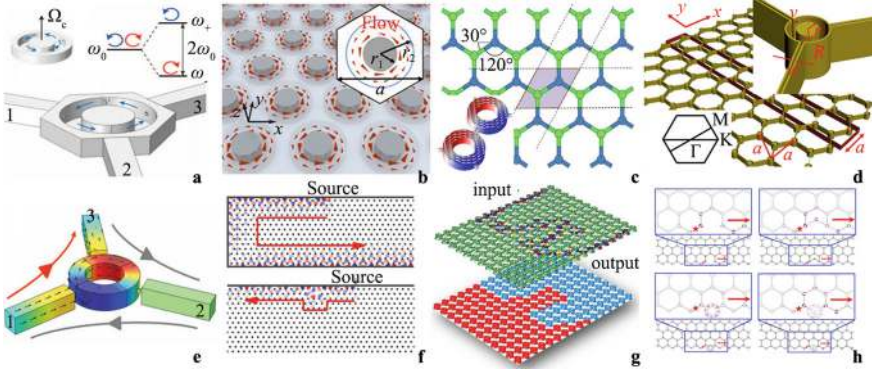 Ωc
ω0
ω+
2ω0
ω-
1
2
3
a
Flow
r1
r2
a
z
y
x
b
30°
120°
c
y
x
R
M
K
Γ
a
a
a
d
3
1
2
e
Source
Source
f
input
output
g
h